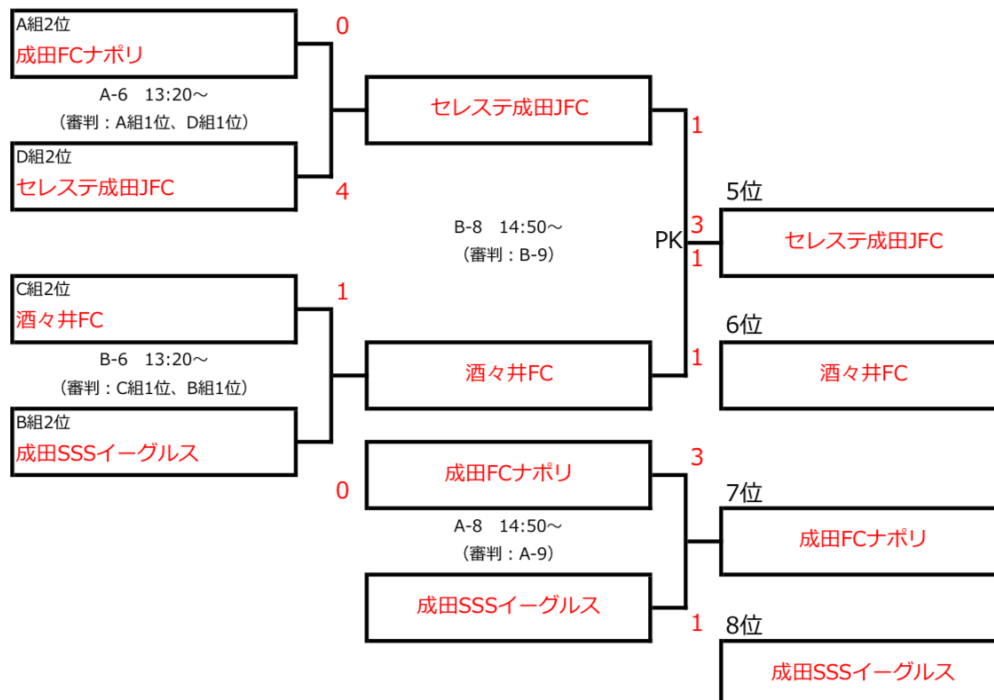 A組2位
成田FCナポリ
0
A-6 13:20～
（審判：A組1位、D組1位）
D組2位
セレステ成田JFC
4
セレステ成田JFC
1
B-8 14:50～
（審判：B-9）
PK
3
1
5位
セレステ成田JFC
C組2位
酒々井FC
1
B-6 13:20～
（審判：C組1位、B組1位）
B組2位
成田SSSイーグルス
0
酒々井FC
1
6位
酒々井FC
成田FCナポリ
3
A-8 14:50～
（審判：A-9）
成田SSSイーグルス
1
7位
成田FCナポリ
8位
成田SSSイーグルス